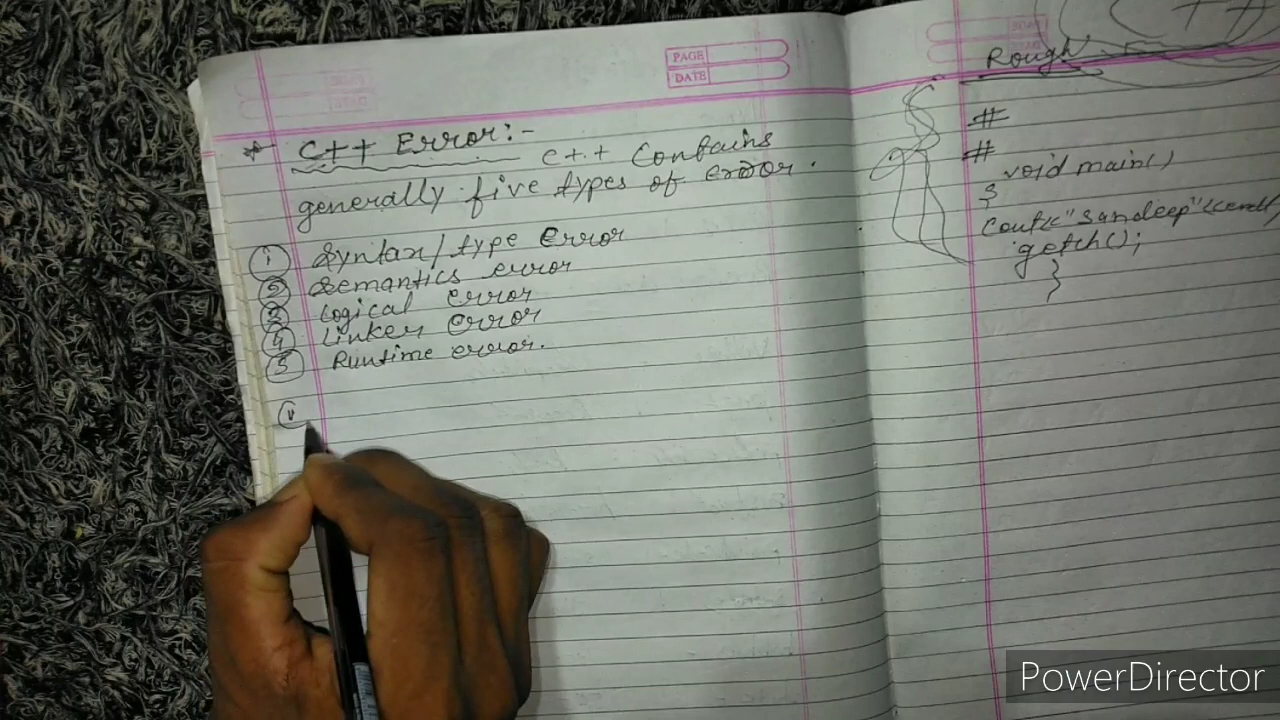 PAGE
DATE
* C++ Error:-
C++ Contains
generally five types of error.
① Syntax/type Error
② Semantics error
③ Logical error
④ Linker Error
⑤ Runtime error.
Rough
#
#
void main()
{
cout<<"Sandeep"<<endl;
getch();
}
C++
PowerDirector